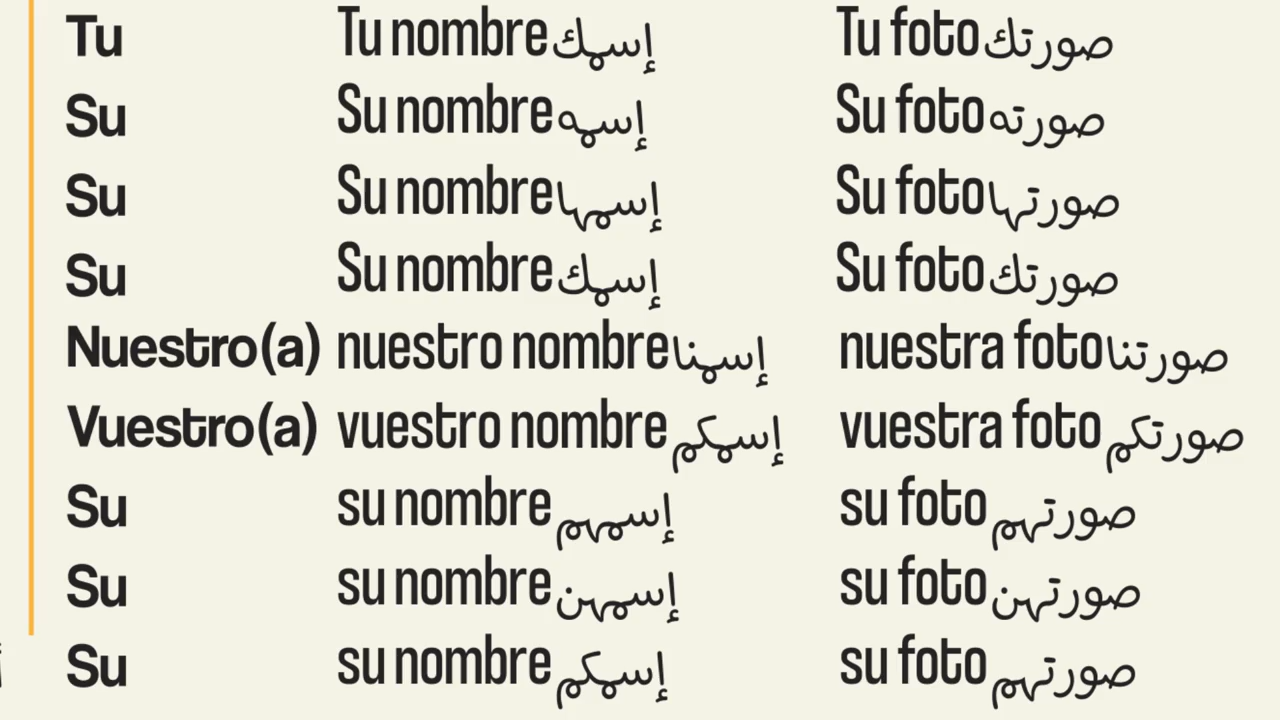 Tu Tu nombre إسمك Tu foto صورتك
Su Su nombre إسمه Su foto صورته
Su Su nombre إسمها Su foto صورتها
Su Su nombre إسمك Su foto صورتك
Nuestro(a) nuestro nombre إسمنا nuestra foto صورتنا
Vuestro(a) vuestro nombre إسمكم vuestra foto صورتكم
Su su nombre إسمهم su foto صورتهم
Su su nombre إسمهن su foto صورتهن
Su su nombre إسمكم su foto صورتهم